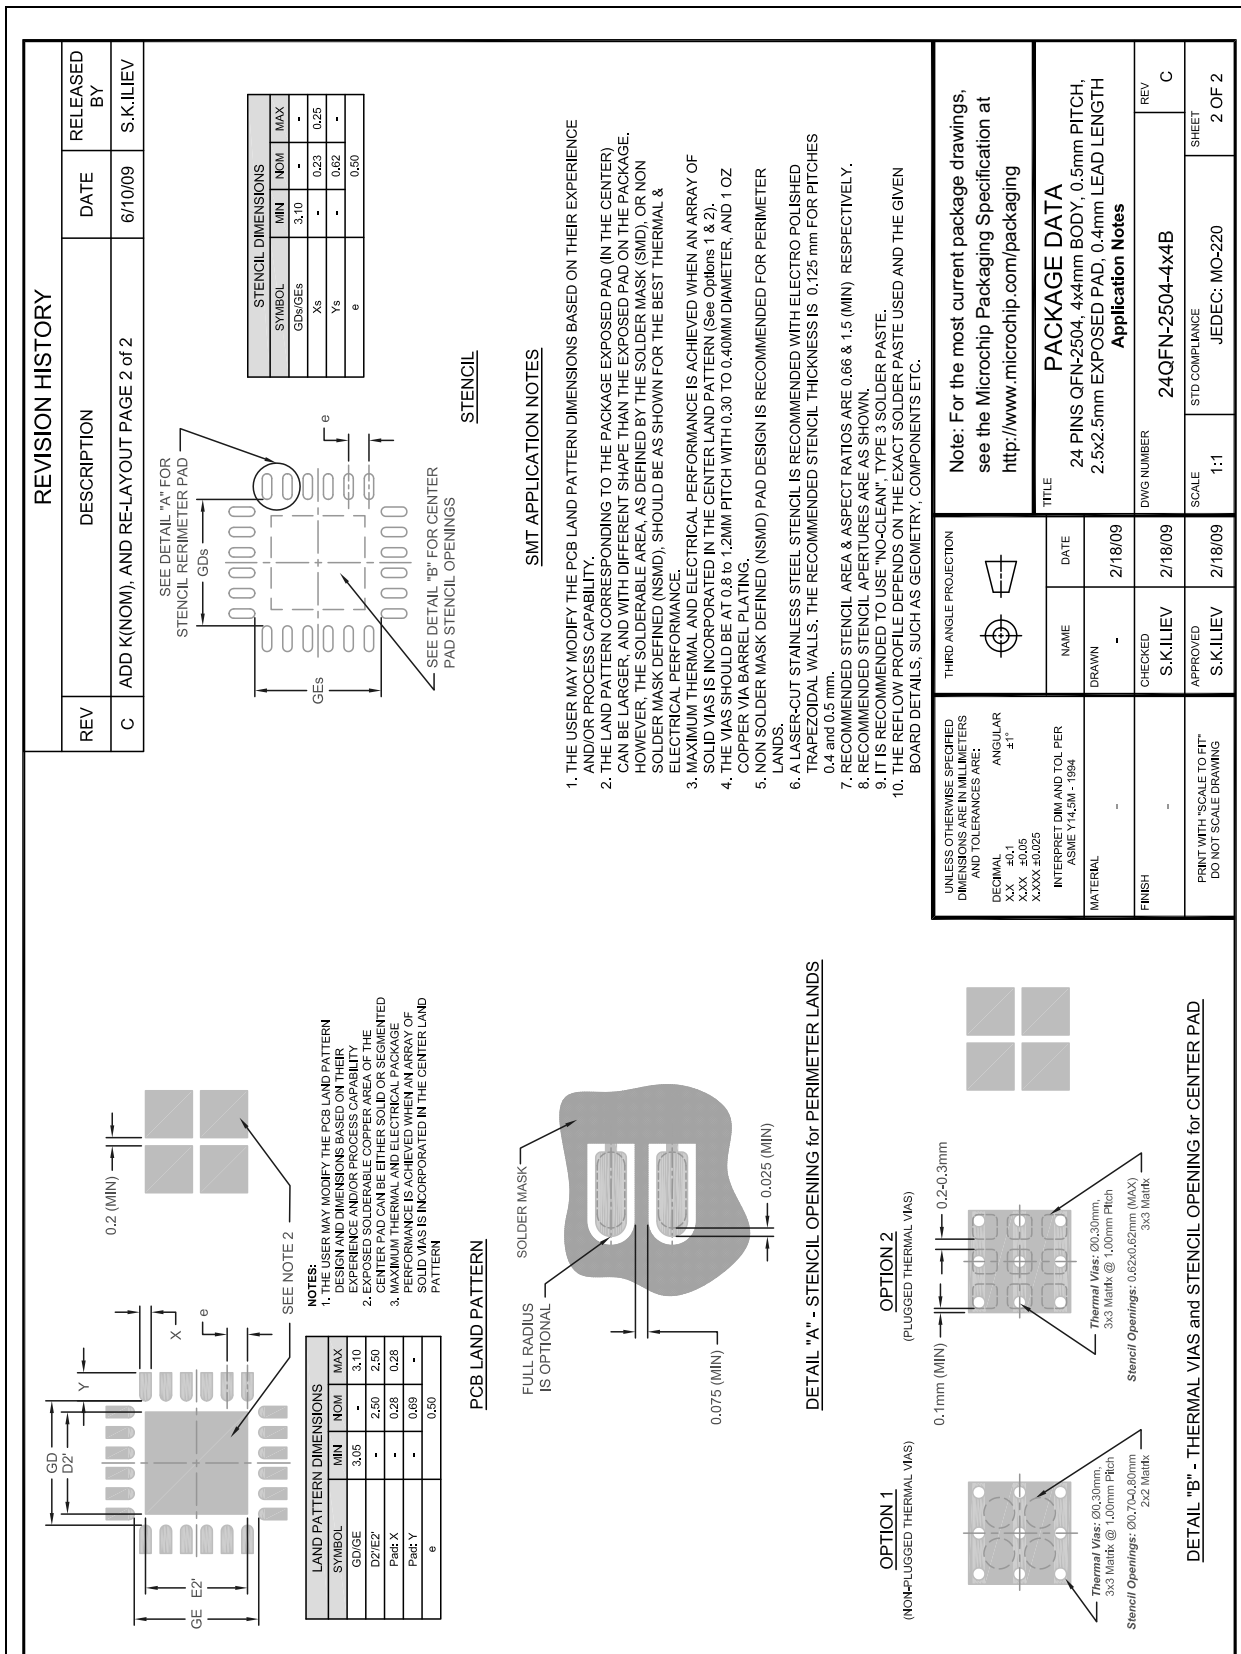 REVISION HISTORY
REV DESCRIPTION DATE RELEASED BY
C ADD K(NOM), AND RE-LAYOUT PAGE 2 of 2 6/10/09 S.K.ILIEV
GD
D2'
GE
E2'
Y
X
e
0.2 (MIN)
SEE NOTE 2
LAND PATTERN DIMENSIONS
SYMBOL MIN NOM MAX
GD/GE 3.05 - 3.10
D2'/E2' - 2.50 2.50
Pad: X - 0.28 0.28
Pad: Y - 0.69 -
e 0.50
NOTES:
1. THE USER MAY MODIFY THE PCB LAND PATTERN
DESIGN AND DIMENSIONS BASED ON THEIR
EXPERIENCE AND/OR PROCESS CAPABILITY
2. EXPOSED SOLDERABLE COPPER AREA OF THE
CENTER PAD CAN BE EITHER SOLID OR SEGMENTED
3. MAXIMUM THERMAL AND ELECTRICAL PACKAGE
PERFORMANCE IS ACHIEVED WHEN AN ARRAY OF
SOLID VIAS IS INCORPORATED IN THE CENTER LAND
PATTERN
PCB LAND PATTERN
SEE DETAIL "A" FOR
STENCIL RERIMETER PAD
GDs
GEs
e
SEE DETAIL "B" FOR CENTER
PAD STENCIL OPENINGS
STENCIL DIMENSIONS
SYMBOL MIN NOM MAX
GDs/GEs 3.10 - -
Xs - 0.23 0.25
Ys - 0.62 -
e 0.50
STENCIL
FULL RADIUS
IS OPTIONAL
SOLDER MASK
0.075 (MIN)
0.025 (MIN)
DETAIL "A" - STENCIL OPENING for PERIMETER LANDS
SMT APPLICATION NOTES
1. THE USER MAY MODIFY THE PCB LAND PATTERN DIMENSIONS BASED ON THEIR EXPERIENCE
AND/OR PROCESS CAPABILITY.
2. THE LAND PATTERN CORRESPONDING TO THE PACKAGE EXPOSED PAD (IN THE CENTER)
CAN BE LARGER, AND WITH DIFFERENT SHAPE THAN THE EXPOSED PAD ON THE PACKAGE.
HOWEVER, THE SOLDERABLE AREA, AS DEFINED BY THE SOLDER MASK (SMD), OR NON
SOLDER MASK DEFINED (NSMD), SHOULD BE AS SHOWN FOR THE BEST THERMAL &
ELECTRICAL PERFORMANCE.
3. MAXIMUM THERMAL AND ELECTRICAL PERFORMANCE IS ACHIEVED WHEN AN ARRAY OF
SOLID VIAS IS INCORPORATED IN THE CENTER LAND PATTERN (See Options 1 & 2).
4. THE VIAS SHOULD BE AT 0.8 to 1.2MM PITCH WITH 0.30 TO 0.40MM DIAMETER, AND 1 OZ
COPPER VIA BARREL PLATING.
5. NON SOLDER MASK DEFINED (NSMD) PAD DESIGN IS RECOMMENDED FOR PERIMETER
LANDS.
6. A LASER-CUT STAINLESS STEEL STENCIL IS RECOMMENDED WITH ELECTRO POLISHED
TRAPEZOIDAL WALLS. THE RECOMMENDED STENCIL THICKNESS IS 0.125 mm FOR PITCHES
0.4 and 0.5 mm.
7. RECOMMENDED STENCIL AREA & ASPECT RATIOS ARE 0.66 & 1.5 (MIN) RESPECTIVELY.
8. RECOMMENDED STENCIL APERTURES ARE AS SHOWN.
9. IT IS RECOMMENDED TO USE "NO-CLEAN", TYPE 3 SOLDER PASTE.
10. THE REFLOW PROFILE DEPENDS ON THE EXACT SOLDER PASTE USED AND THE GIVEN
BOARD DETAILS, SUCH AS GEOMETRY, COMPONENTS ETC.
OPTION 1
(NON-PLUGGED THERMAL VIAS)
Thermal Vias: Ø0.30mm,
3x3 Matrix @ 1.00mm Pitch
Stencil Openings: Ø0.70-0.80mm
2x2 Matrix
OPTION 2
(PLUGGED THERMAL VIAS)
0.1mm (MIN)
0.2-0.3mm
Thermal Vias: Ø0.30mm,
3x3 Matrix @ 1.00mm Pitch
Stencil Openings: 0.62x0.62mm (MAX)
3x3 Matrix
DETAIL "B" - THERMAL VIAS and STENCIL OPENING for CENTER PAD
UNLESS OTHERWISE SPECIFIED
DIMENSIONS ARE IN MILLIMETERS
AND TOLERANCES ARE:
DECIMAL ANGULAR
X.X ±0.1 ±1°
X.XX ±0.05
X.XXX ±0.025
INTERPRET DIM AND TOL PER
ASME Y14.5M - 1994
MATERIAL
-
FINISH
-
PRINT WITH "SCALE TO FIT"
DO NOT SCALE DRAWING
THIRD ANGLE PROJECTION
NAME DATE
DRAWN
- 2/18/09
CHECKED
S.K.ILIEV 2/18/09
APPROVED
S.K.ILIEV 2/18/09
Note: For the most current package drawings,
see the Microchip Packaging Specification at
http://www.microchip.com/packaging
TITLE
PACKAGE DATA
24 PINS QFN-2504, 4x4mm BODY, 0.5mm PITCH,
2.5x2.5mm EXPOSED PAD, 0.4mm LEAD LENGTH
Application Notes
DWG NUMBER
24QFN-2504-4x4B
REV
C
SCALE
1:1
STD COMPLIANCE
JEDEC: MO-220
SHEET
2 OF 2